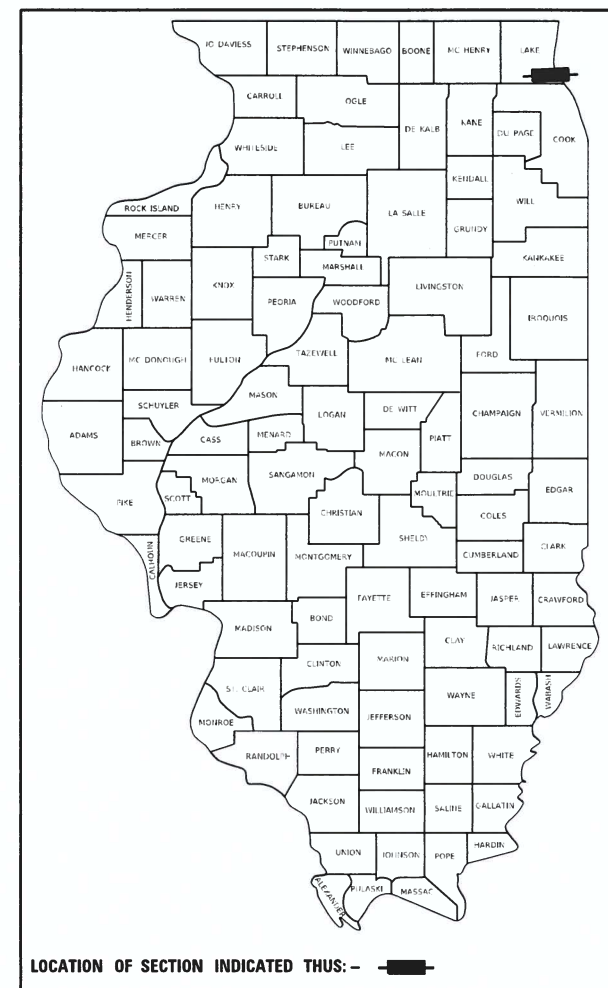 JO DAVIESS STEPHENSON WINNEBAGO BOONE MC HENRY LAKE
CARROLL OGLE DE KALB KANE DU PAGE COOK
WHITESIDE LEE
KENDALL WILL
ROCK ISLAND HENRY BUREAU LA SALLE GRUNDY
MERCER PUTNAM KANKAKEE
STARK MARSHALL
HENDERSON WARREN KNOX PEORIA WOODFORD LIVINGSTON IROQUOIS
HANCOCK MC DONOUGH FULTON TAZEWELL MC LEAN FORD
SCHUYLER MASON LOGAN DE WITT CHAMPAIGN VERMILION
ADAMS BROWN CASS MENARD MACON PIATT
PIKE SCOTT MORGAN SANGAMON CHRISTIAN MOULTRIE DOUGLAS EDGAR
COLES
CALHOUN GREENE MACOUPIN MONTGOMERY SHELBY CUMBERLAND CLARK
JERSEY
FAYETTE EFFINGHAM JASPER CRAWFORD
MADISON BOND
CLAY RICHLAND LAWRENCE
CLINTON MARION
ST. CLAIR WAYNE EDWARDS WABASH
MONROE WASHINGTON JEFFERSON
RANDOLPH PERRY HAMILTON WHITE
FRANKLIN
JACKSON WILLIAMSON SALINE GALLATIN
UNION JOHNSON POPE HARDIN
ALEXANDER PULASKI MASSAC
LOCATION OF SECTION INDICATED THUS: –